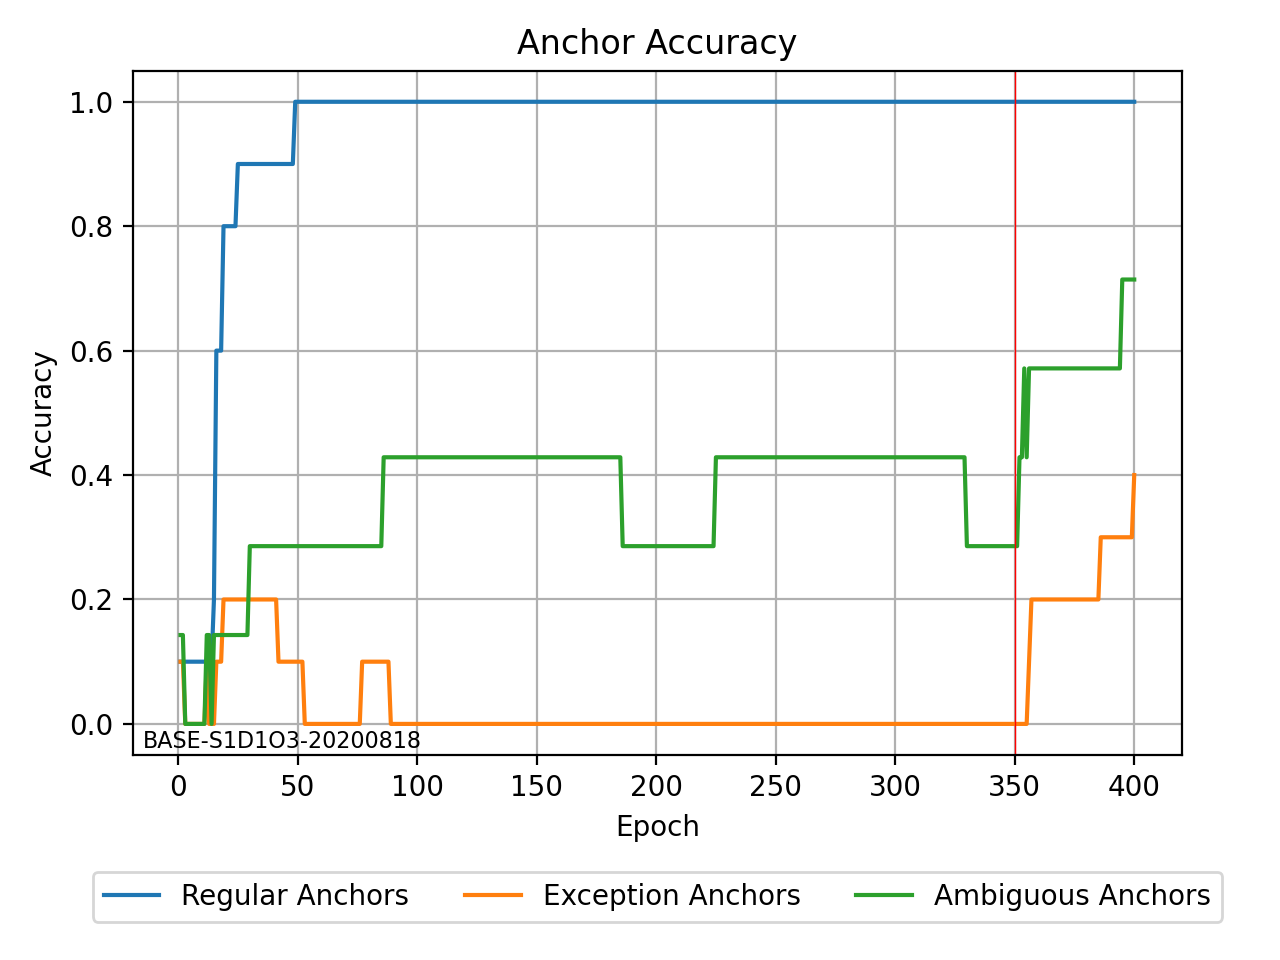 Anchor Accuracy
Accuracy
1.0
0.8
0.6
0.4
0.2
0.0
BASE-S1D1O3-20200818
0 50 100 150 200 250 300 350 400
Epoch
Regular Anchors Exception Anchors Ambiguous Anchors